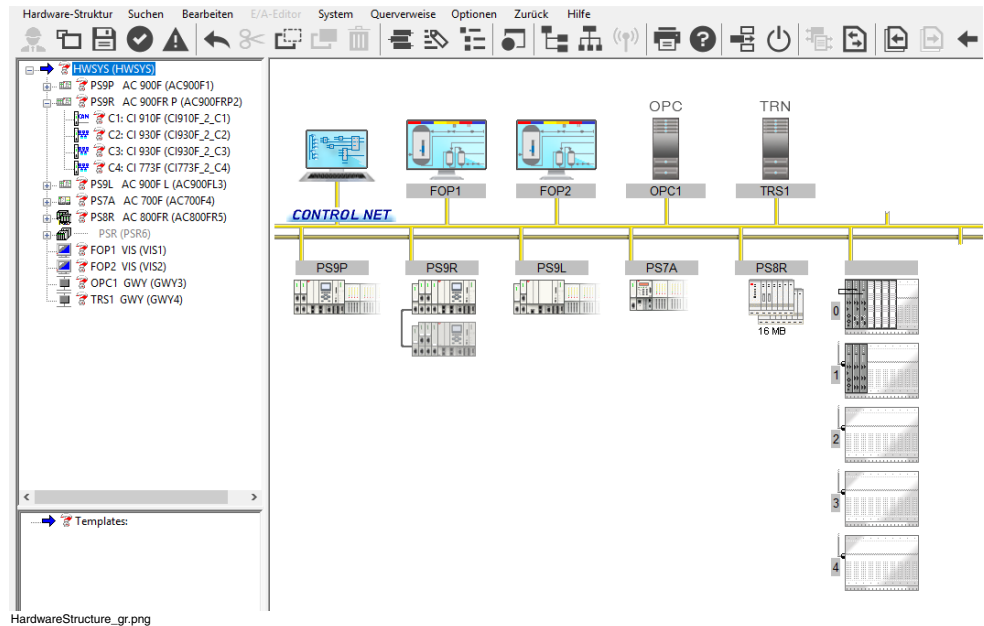 Hardware-Struktur Suchen Bearbeiten E/A-Editor System Querverweise Optionen Zurück Hilfe
HWSYS (HWSYS)
PS9P AC 900F (AC900F1)
PS9R AC 900FR P (AC900FRP2)
C1: CI 910F (CI910F_2_C1)
C2: CI 930F (CI930F_2_C2)
C3: CI 930F (CI930F_2_C3)
C4: CI 773F (CI773F_2_C4)
PS9L AC 900F L (AC900FL3)
PS7A AC 700F (AC700F4)
PS8R AC 800FR (AC800FR5)
PSR (PSR6)
FOP1 VIS (VIS1)
FOP2 VIS (VIS2)
OPC1 GWY (GWY3)
TRS1 GWY (GWY4)
Templates:
OPC TRN
FOP1 FOP2 OPC1 TRS1
CONTROL NET
PS9P PS9R PS9L PS7A PS8R
16 MB
0
1
2
3
4
HardwareStructure_gr.png